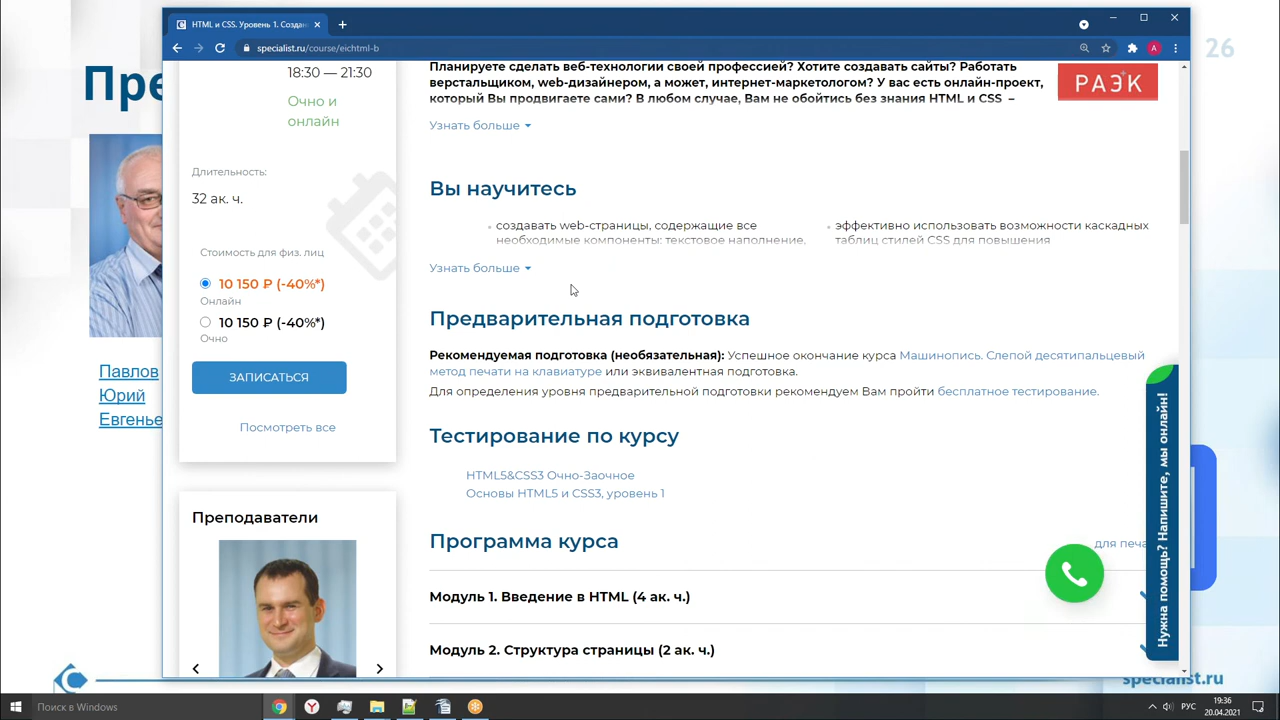 HTML и CSS. Уровень 1. Создан
specialist.ru/course/eichtml-b
A
26
Пре
Павлов
Юрий
Евгенье
18:30 — 21:30
Очно и
онлайн
Длительность:
32 ак. ч.
Стоимость для физ. лиц
10 150 ₽ (-40%*)
Онлайн
10 150 ₽ (-40%*)
Очно
ЗАПИСАТЬСЯ
Посмотреть все
Преподаватели
Планируете сделать веб-технологии своей профессией? Хотите создавать сайты? Работать
верстальщиком, web-дизайнером, а может, интернет-маркетологом? У вас есть онлайн-проект,
который Вы продвигаете сами? В любом случае, Вам не обойтись без знания HTML и CSS –
РАЭК
Узнать больше
Вы научитесь
создавать web-страницы, содержащие все
необходимые компоненты: текстовое наполнение,
эффективно использовать возможности каскадных
таблиц стилей CSS для повышения
Узнать больше
Предварительная подготовка
Рекомендуемая подготовка (необязательная): Успешное окончание курса Машинопись. Слепой десятипальцевый
метод печати на клавиатуре или эквивалентная подготовка.
Для определения уровня предварительной подготовки рекомендуем Вам пройти бесплатное тестирование.
Тестирование по курсу
HTML5&CSS3 Очно-Заочное
Основы HTML5 и CSS3, уровень 1
Программа курса
для печа
Модуль 1. Введение в HTML (4 ак. ч.)
Модуль 2. Структура страницы (2 ак. ч.)
Нужна помощь? Напишите, мы онлайн!
specialist.ru
Поиск в Windows
РУС
19:36
20.04.2021